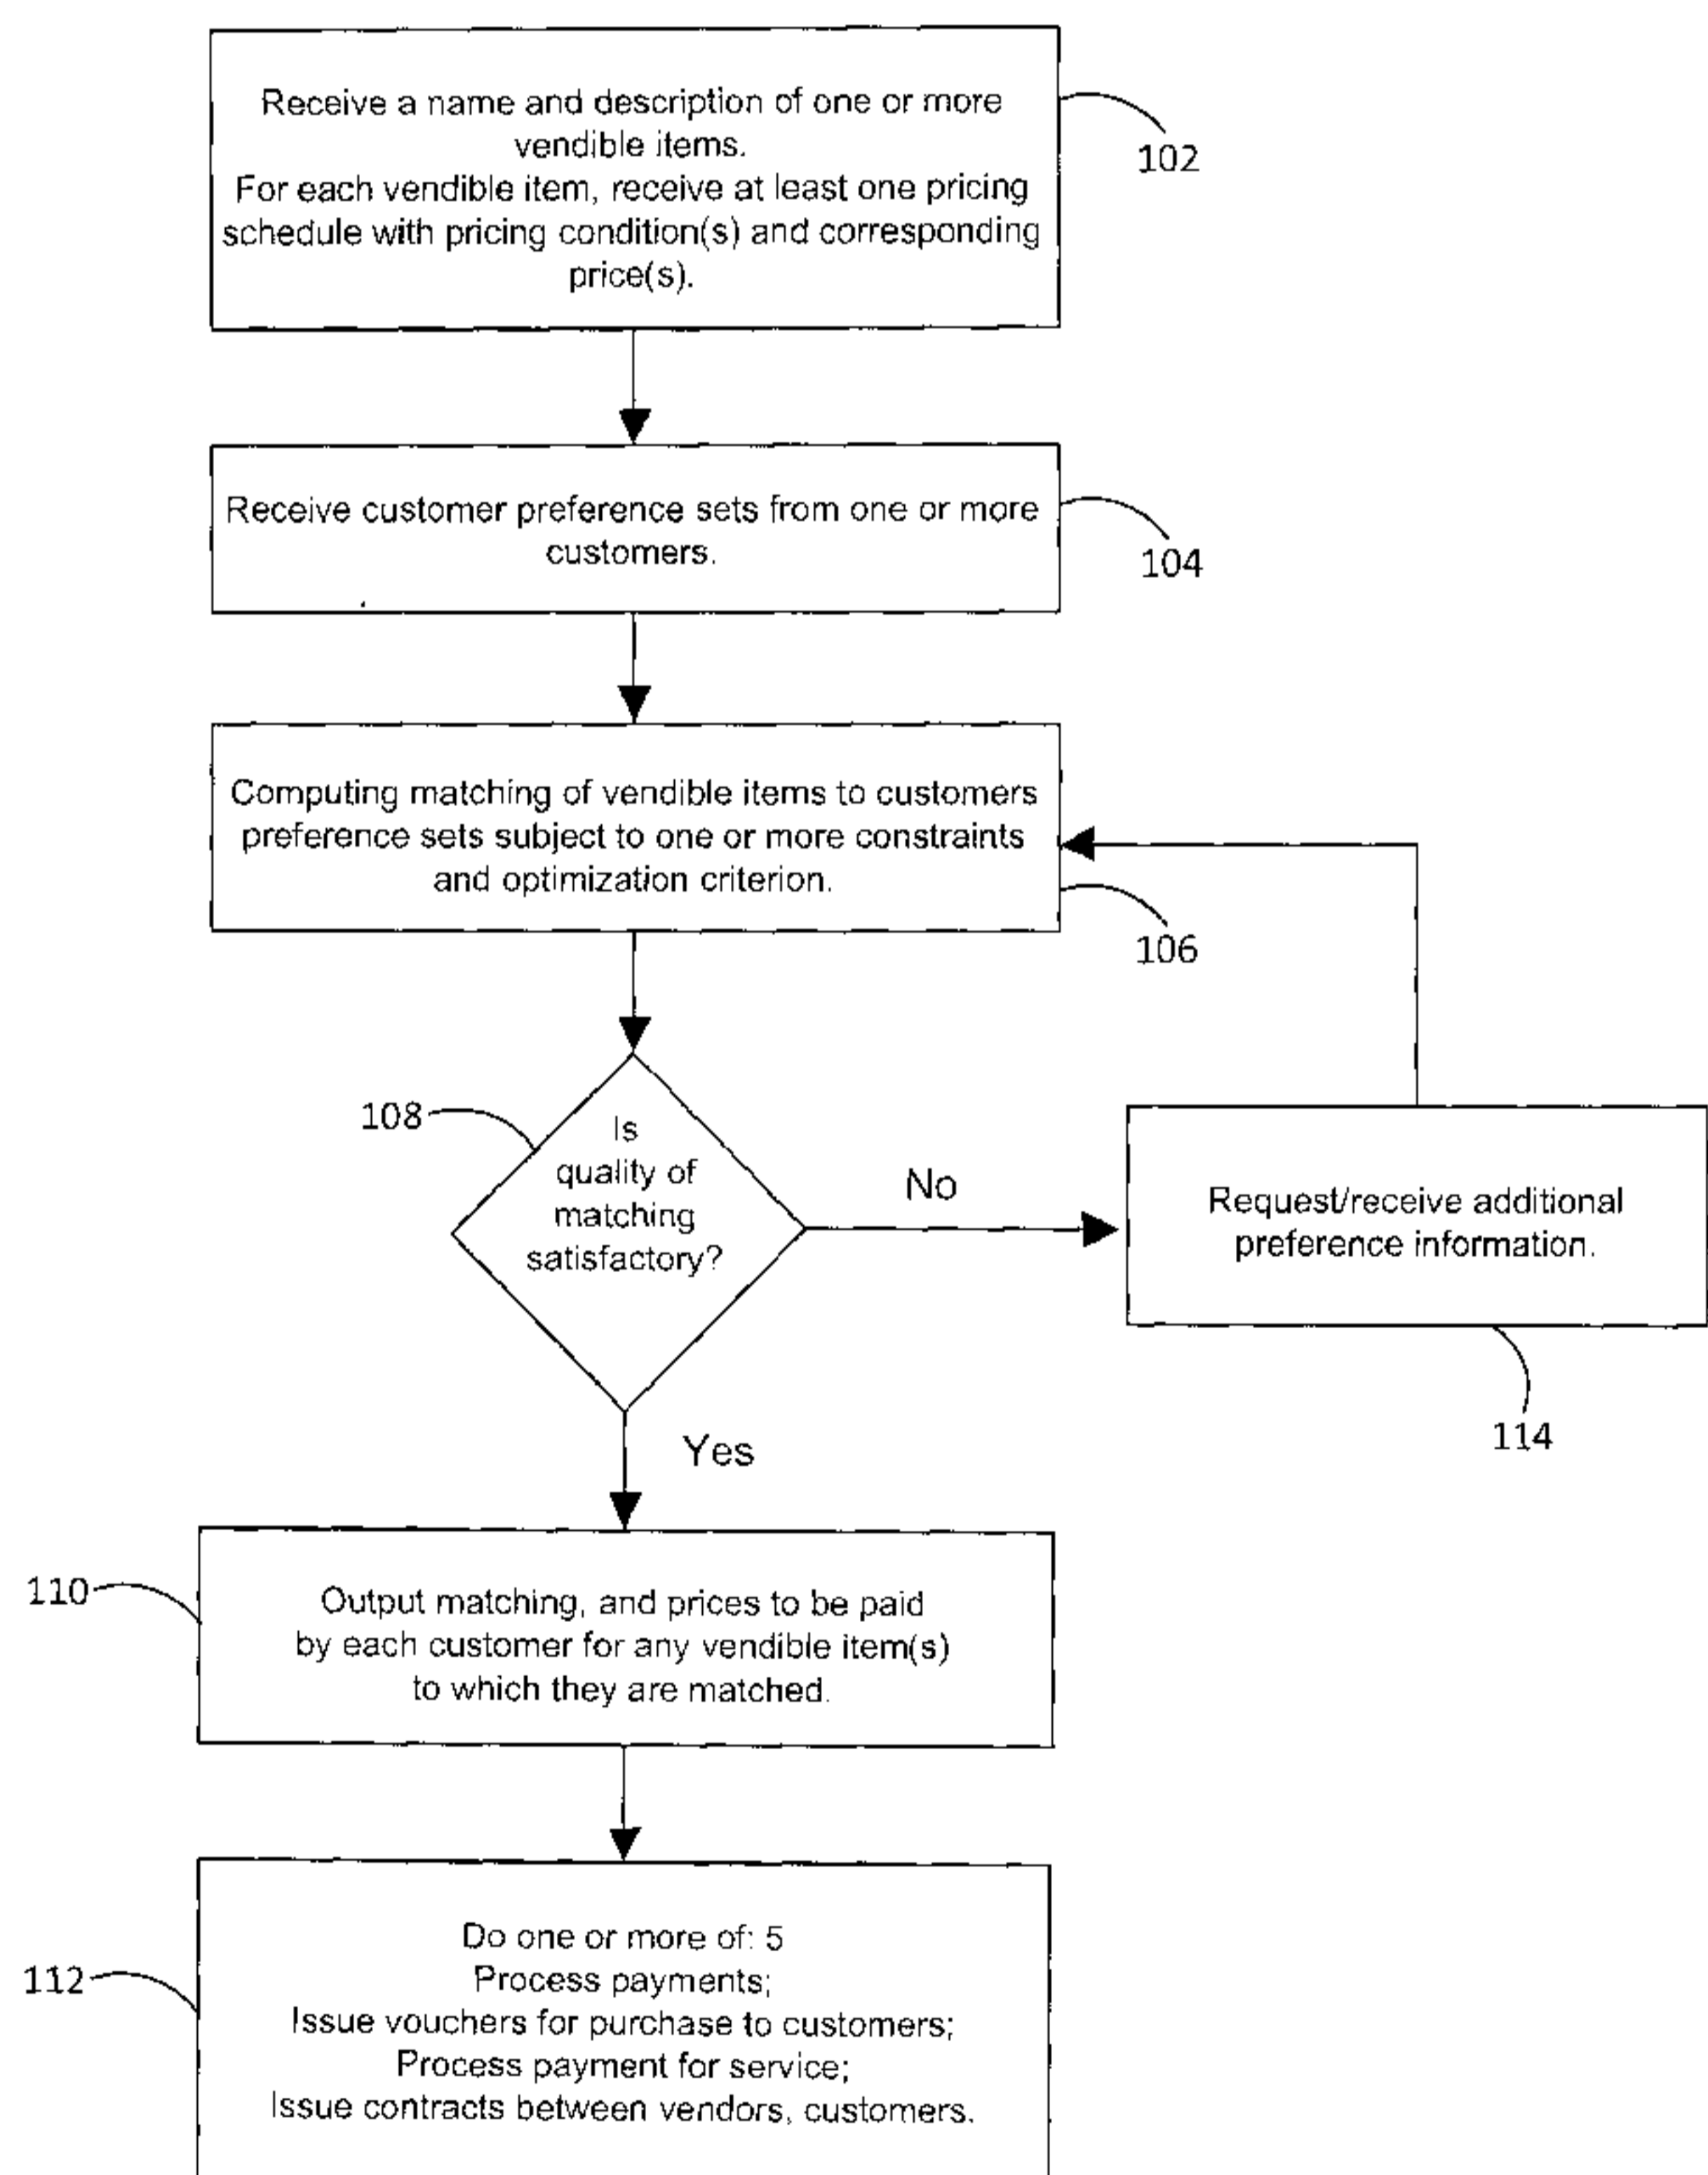 Receive a name and description of one or more
vendible items.
For each vendible item, receive at least one pricing
schedule with pricing condition(s) and corresponding
price(s).
102
Receive customer preference sets from one or more
customers.
104
Computing matching of vendible items to customers
preference sets subject to one or more constraints
and optimization criterion.
106
108
Is
quality of
matching
satisfactory?
No
Request/receive additional
preference information.
114
Yes
110
Output matching, and prices to be paid
by each customer for any vendible item(s)
to which they are matched.
112
Do one or more of: 5
Process payments;
Issue vouchers for purchase to customers;
Process payment for service;
Issue contracts between vendors, customers.